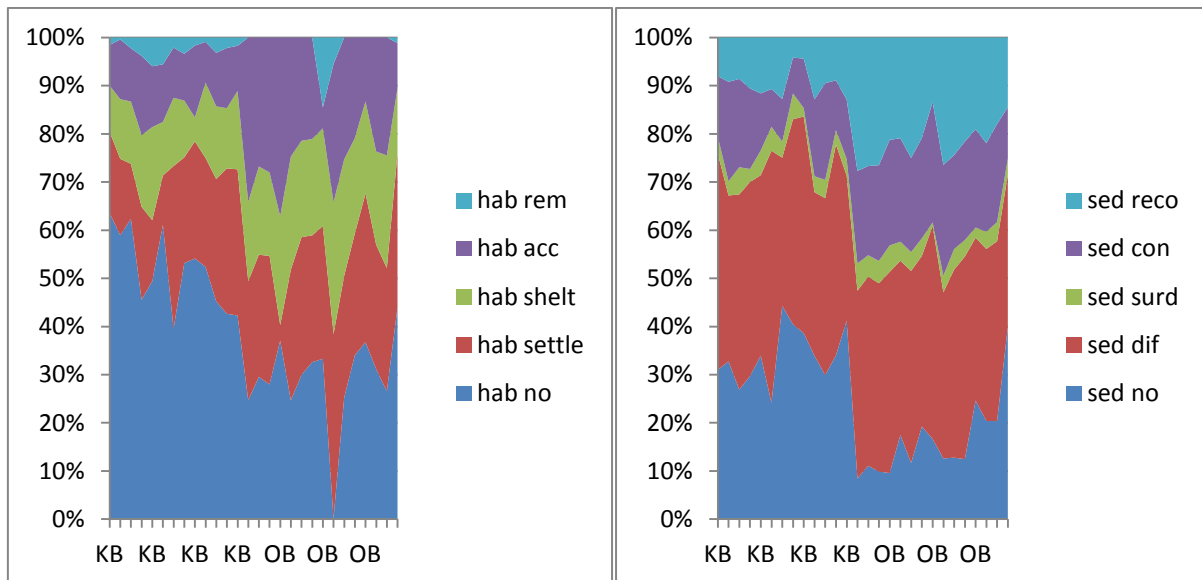 100%
90%
80%
70%
60%
50%
40%
30%
20%
10%
0%
KB KB KB KB OB OB OB
hab rem
hab acc
hab shelt
hab settle
hab no
100%
90%
80%
70%
60%
50%
40%
30%
20%
10%
0%
KB KB KB KB OB OB OB
sed reco
sed con
sed surd
sed dif
sed no